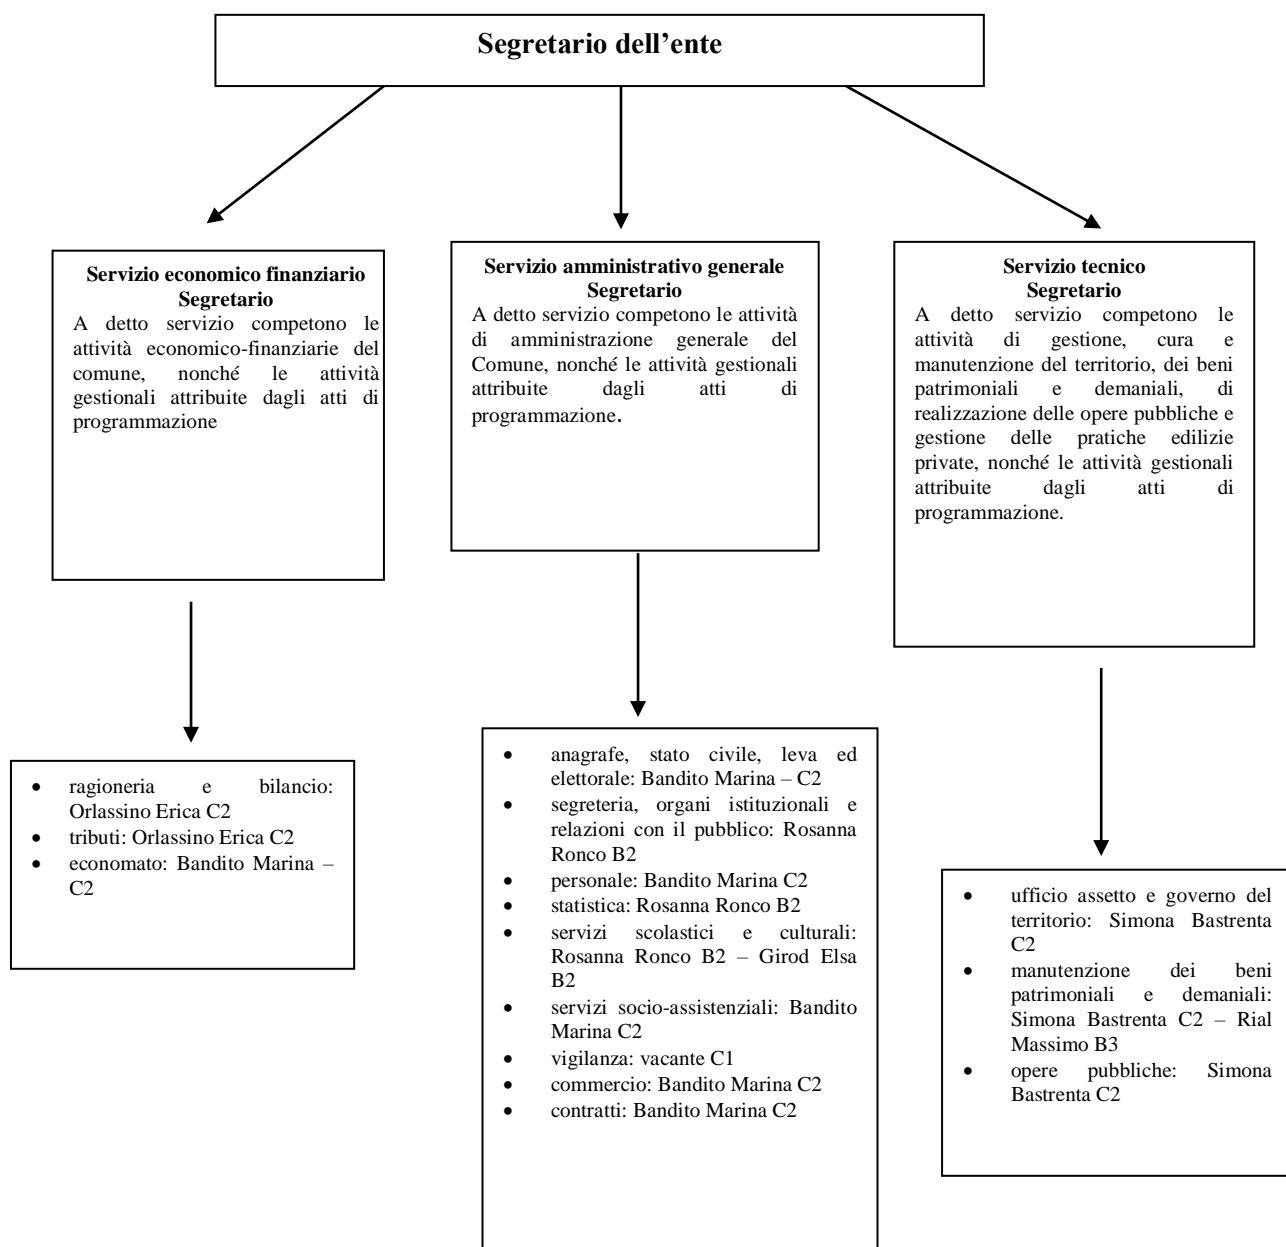 Segretario dell’ente
Servizio economico finanziario
Segretario
A detto servizio competono le
attività economico-finanziarie del
comune, nonché le attività
gestionali attribuite dagli atti di
programmazione
Servizio amministrativo generale
Segretario
A detto servizio competono le attività
di amministrazione generale del
Comune, nonché le attività gestionali
attribuite dagli atti di
programmazione.
Servizio tecnico
Segretario
A detto servizio competono le
attività di gestione, cura e
manutenzione del territorio, dei beni
patrimoniali e demaniali, di
realizzazione delle opere pubbliche e
gestione delle pratiche edilizie
private, nonché le attività gestionali
attribuite dagli atti di
programmazione.
• ragioneria e bilancio:
Orlassino Erica C2
• tributi: Orlassino Erica C2
• economato: Bandito Marina –
C2
• anagrafe, stato civile, leva ed
elettorale: Bandito Marina – C2
• segreteria, organi istituzionali e
relazioni con il pubblico: Rosanna
Ronco B2
• personale: Bandito Marina C2
• statistica: Rosanna Ronco B2
• servizi scolastici e culturali:
Rosanna Ronco B2 – Girod Elsa
B2
• servizi socio-assistenziali: Bandito
Marina C2
• vigilanza: vacante C1
• commercio: Bandito Marina C2
• contratti: Bandito Marina C2
• ufficio assetto e governo del
territorio: Simona Bastrenta
C2
• manutenzione dei beni
patrimoniali e demaniali:
Simona Bastrenta C2 – Rial
Massimo B3
• opere pubbliche: Simona
Bastrenta C2